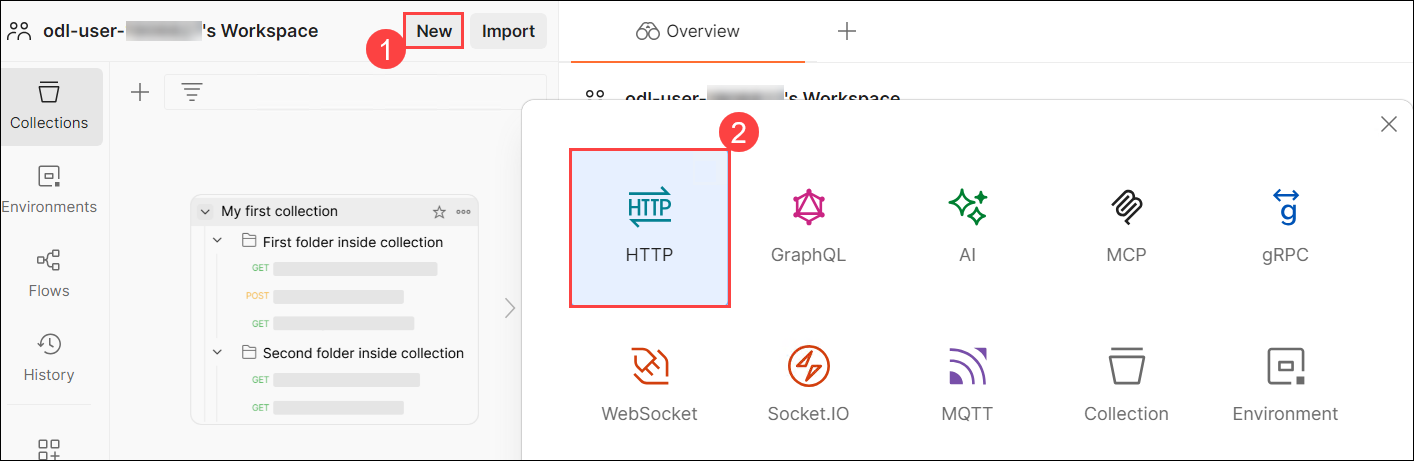 odl-user-
's Workspace
New
Import
1
Overview
odl-user-
's Workspace
Collections
Environments
Flows
History
My first collection
First folder inside collection
GET
POST
GET
Second folder inside collection
GET
GET
2
HTTP
HTTP
GraphQL
AI
MCP
g
gRPC
WebSocket
Socket.IO
MQTT
Collection
Environment